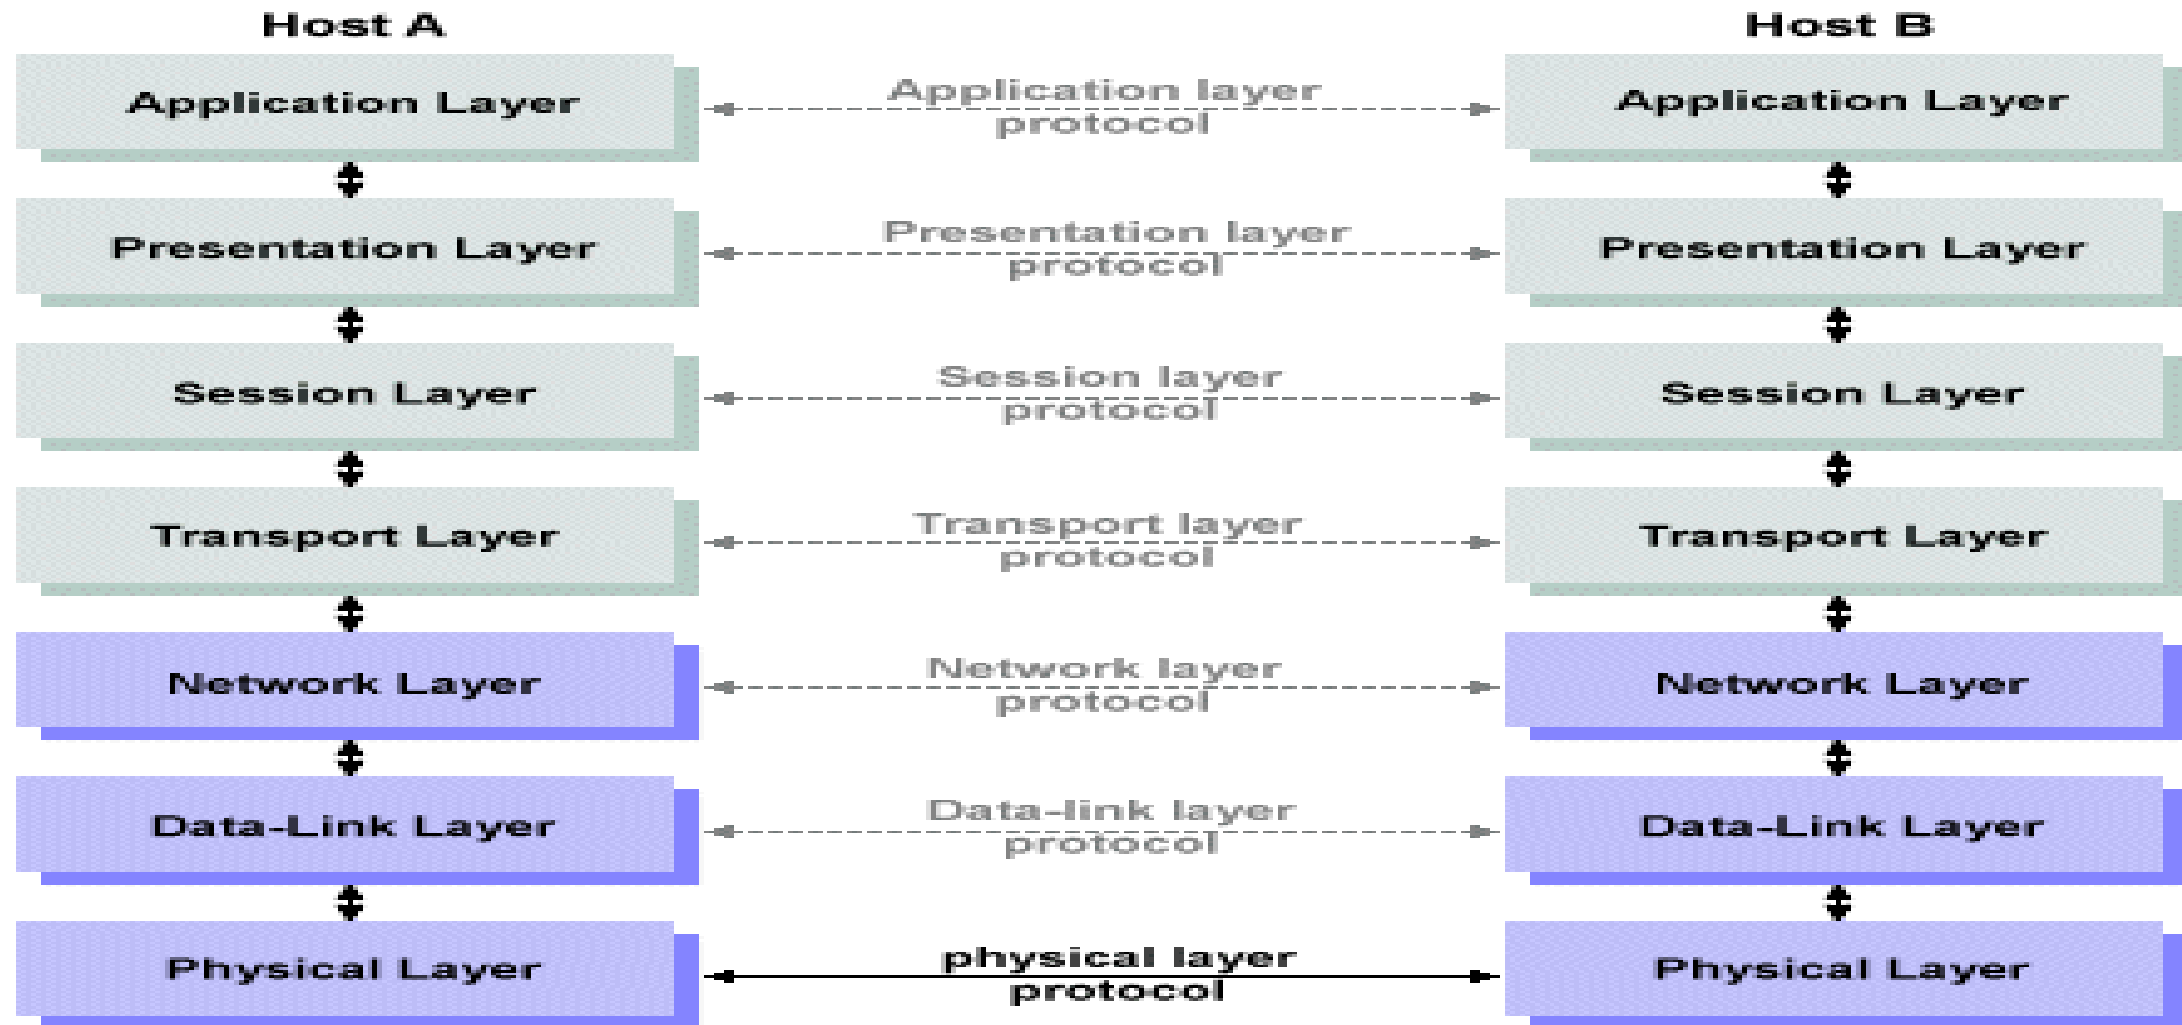 Host A
Host B
Application Layer
Application layer
protocol
Application Layer
Presentation Layer
Presentation layer
protocol
Presentation Layer
Session Layer
Session layer
protocol
Session Layer
Transport Layer
Transport layer
protocol
Transport Layer
Network Layer
Network layer
protocol
Network Layer
Data-Link Layer
Data-link layer
protocol
Data-Link Layer
Physical Layer
physical layer
protocol
Physical Layer